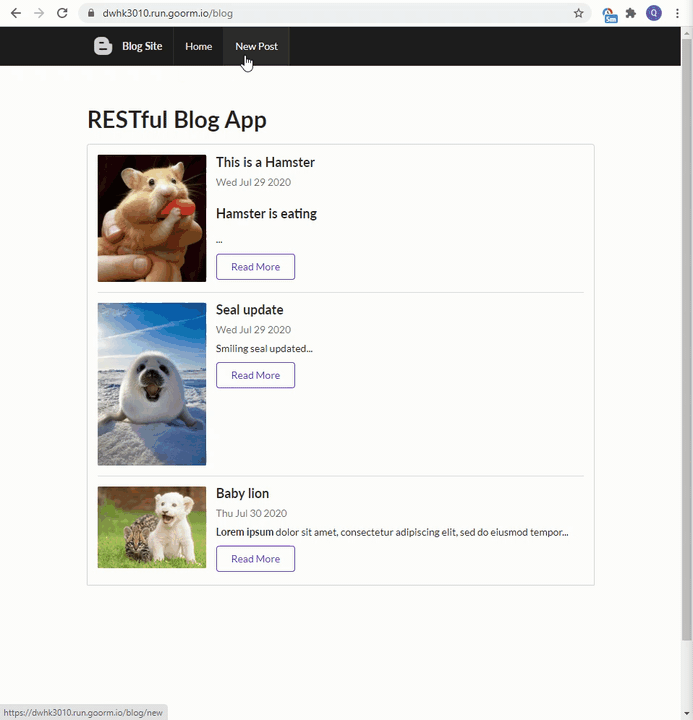 dwhk3010.run.goorm.io/blog
5m
Q
Blog Site
Home
New Post
RESTful Blog App
This is a Hamster
Wed Jul 29 2020
Hamster is eating
...
Read More
Seal update
Wed Jul 29 2020
Smiling seal updated...
Read More
Baby lion
Thu Jul 30 2020
Lorem ipsum dolor sit amet, consectetur adipiscing elit, sed do eiusmod tempor...
Read More
https://dwhk3010.run.goorm.io/blog/new